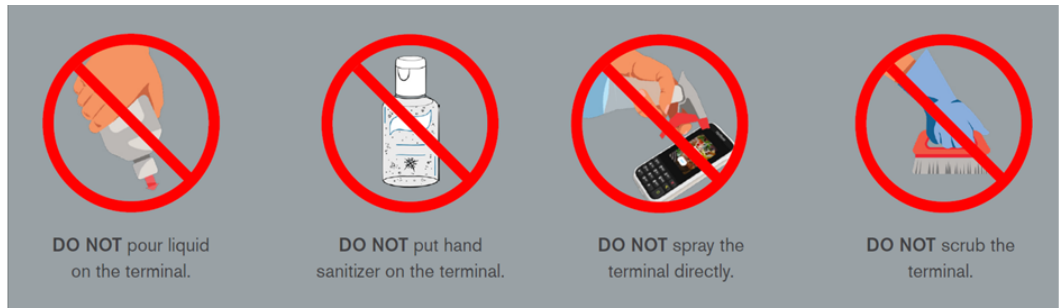 DO NOT pour liquid
on the terminal.
DO NOT put hand
sanitizer on the terminal.
DO NOT spray the
terminal directly.
DO NOT scrub the
terminal.